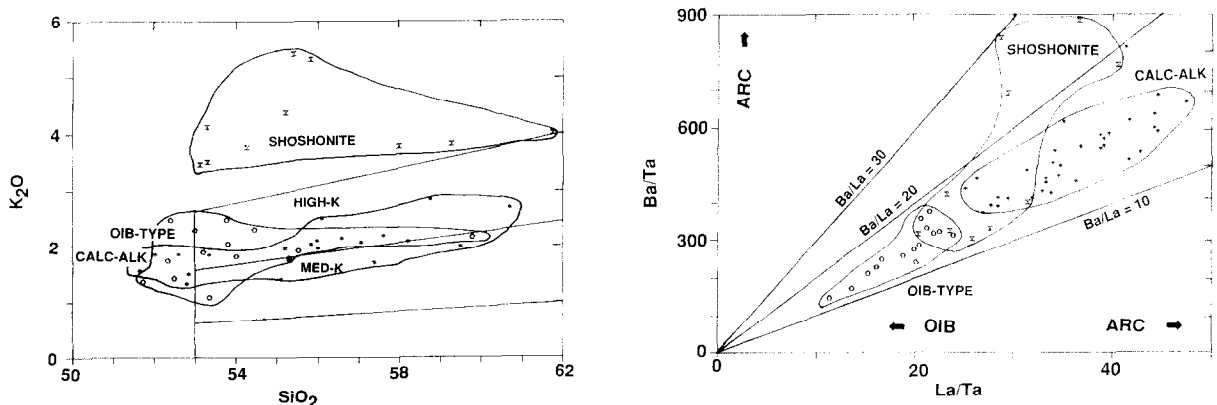 6
4
2
0
K2O
SHOSHONITE
HIGH-K
OIB-TYPE
CALC-ALK
MED-K
50
54
58
62
SiO2
900
600
300
0
Ba/Ta
ARC
SHOSHONITE
CALC-ALK
Ba/La = 30
Ba/La = 20
Ba/La = 10
OIB-TYPE
OIB
ARC
20
40
La/Ta